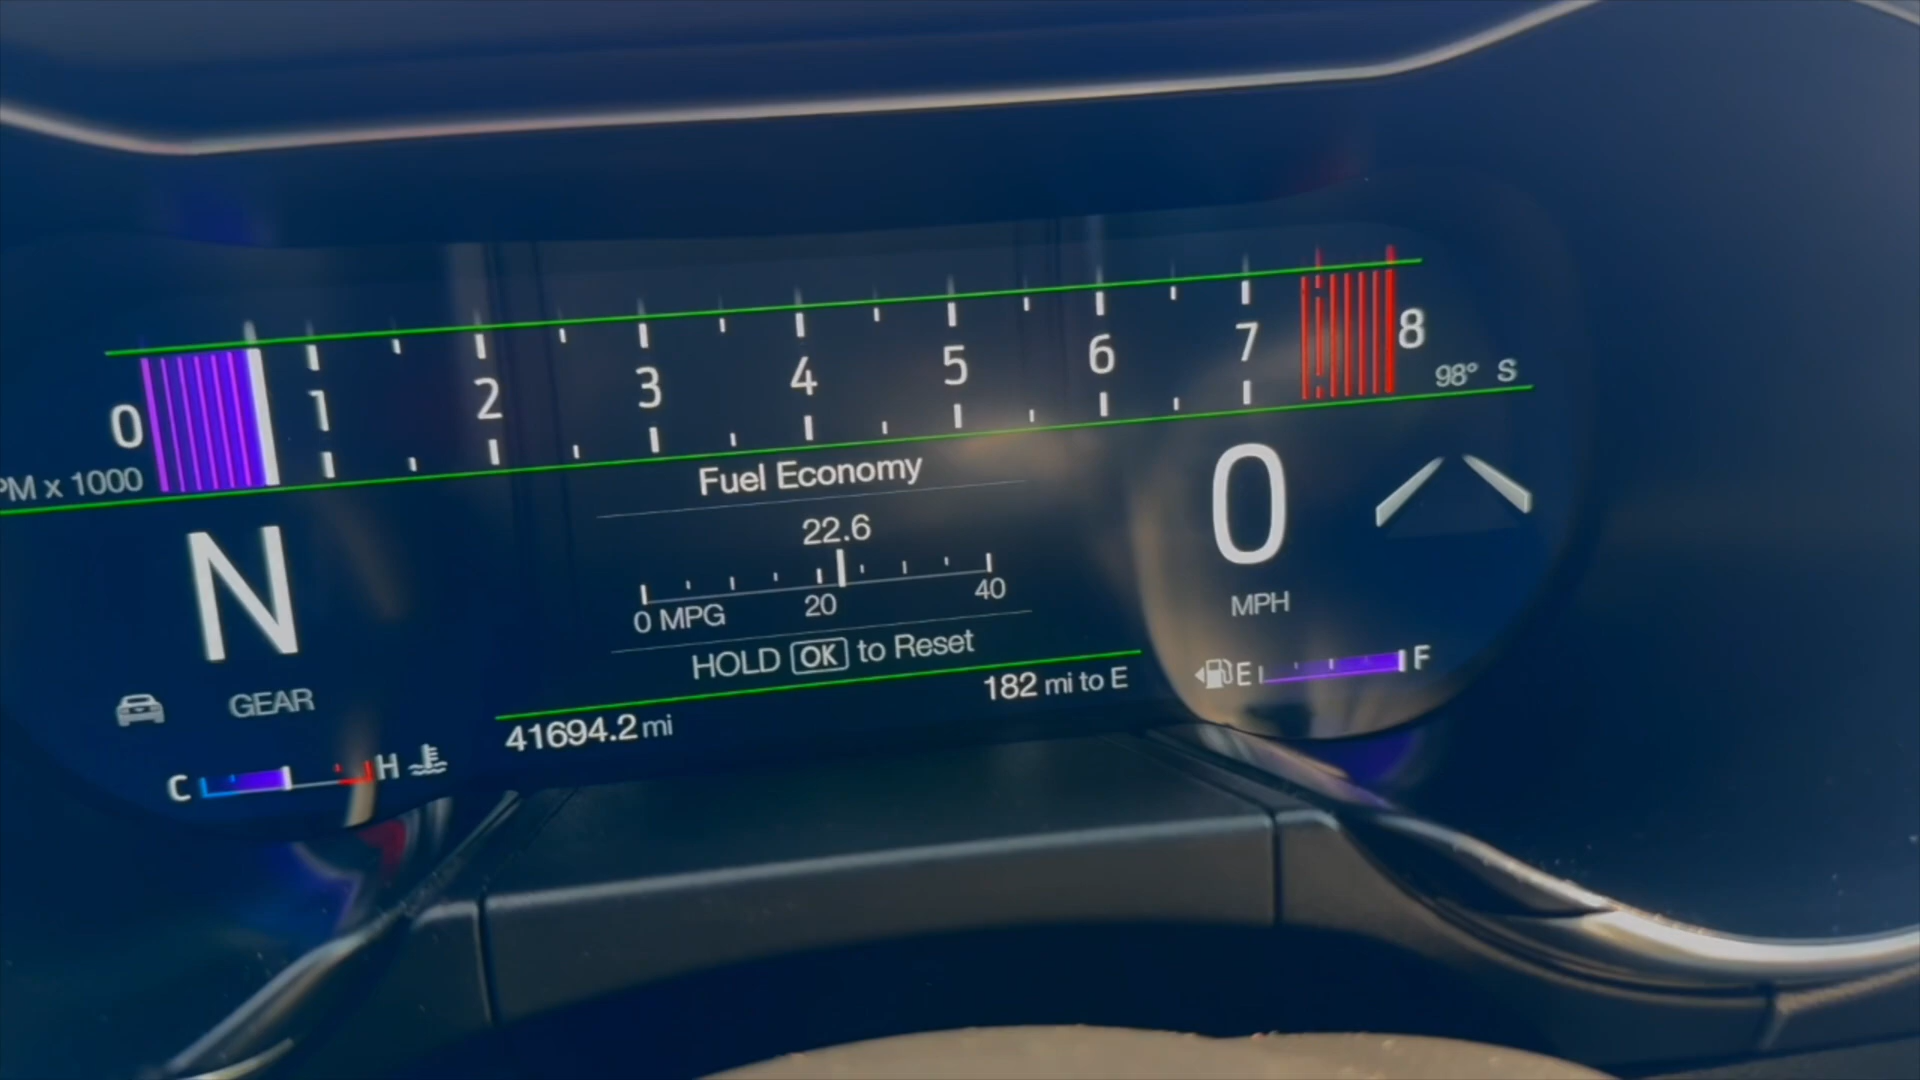 0 1 2 3 4 5 6 7 8
PM x 1000
98° S
Fuel Economy
22.6
0 MPG 20 40
HOLD OK to Reset
N
GEAR
0
MPH
E F
182 mi to E
41694.2 mi
C H